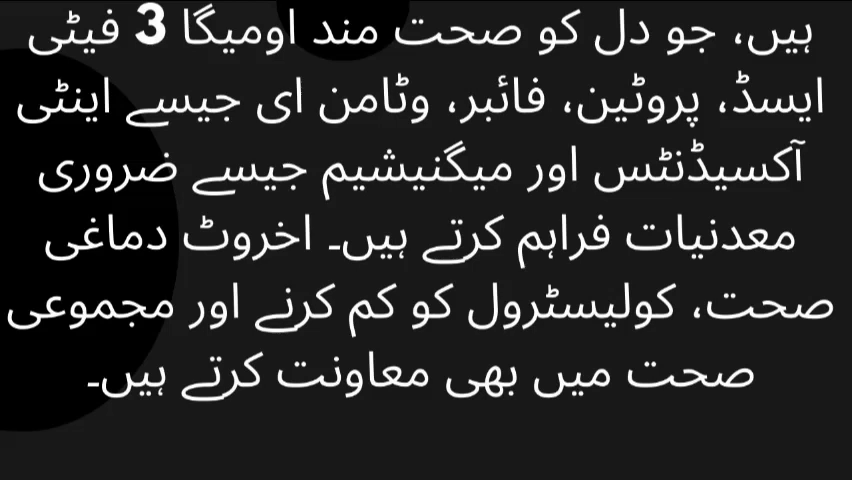 ہیں، جو دل کو صحت مند اومیگا 3 فیٹی
ایسڈ، پروٹین، فائبر، وٹامن ای جیسے اینٹی
آکسیڈنٹس اور میگنیشیم جیسے ضروری
معدنیات فراہم کرتے ہیں۔ اخروٹ دماغی
صحت، کولیسٹرول کو کم کرنے اور مجموعی
صحت میں بھی معاونت کرتے ہیں۔